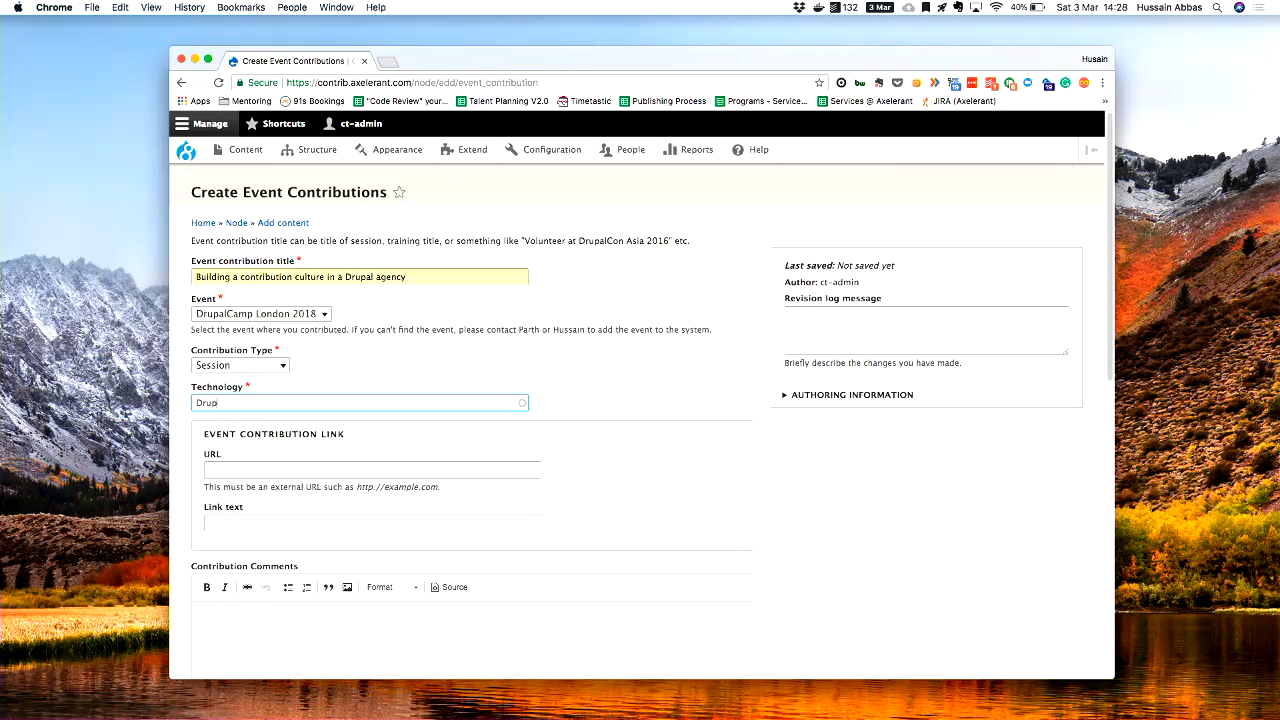 Chrome File Edit View History Bookmarks People Window Help 132 3 Mar 40% Sat 3 Mar 14:28 Hussain Abbas
Create Event Contributions | C
Husain
Secure https://contrib.axelerant.com/node/add/event_contribution
Apps Mentoring 91s Bookings "Code Review" your... Talent Planning V2.0 Timetastic Publishing Process Programs - Service... Services @ Axelerant JIRA (Axelerant) »
Manage Shortcuts ct-admin
Content Structure Appearance Extend Configuration People Reports Help
Create Event Contributions
Home » Node » Add content
Event contribution title can be title of session, training title, or something like "Volunteer at DrupalCon Asia 2016" etc.
Event contribution title *
Building a contribution culture in a Drupal agency
Event *
DrupalCamp London 2018
Select the event where you contributed. If you can't find the event, please contact Parth or Hussain to add the event to the system.
Contribution Type *
Session
Technology *
Drup
EVENT CONTRIBUTION LINK
URL
This must be an external URL such as http://example.com.
Link text
Contribution Comments
B I Format Source
Last saved: Not saved yet
Author: ct-admin
Revision log message
Briefly describe the changes you have made.
AUTHORING INFORMATION